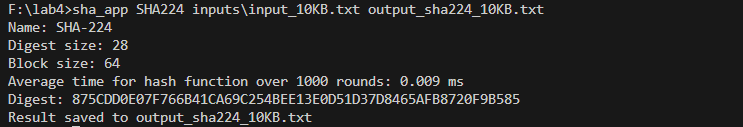 F:\lab4>sha_app SHA224 inputs\input_10KB.txt output_sha224_10KB.txt
Name: SHA-224
Digest size: 28
Block size: 64
Average time for hash function over 1000 rounds: 0.009 ms
Digest: 875CDD0E07F766B41CA69C254BEE13E0D51D37D8465AFB8720F9B585
Result saved to output_sha224_10KB.txt